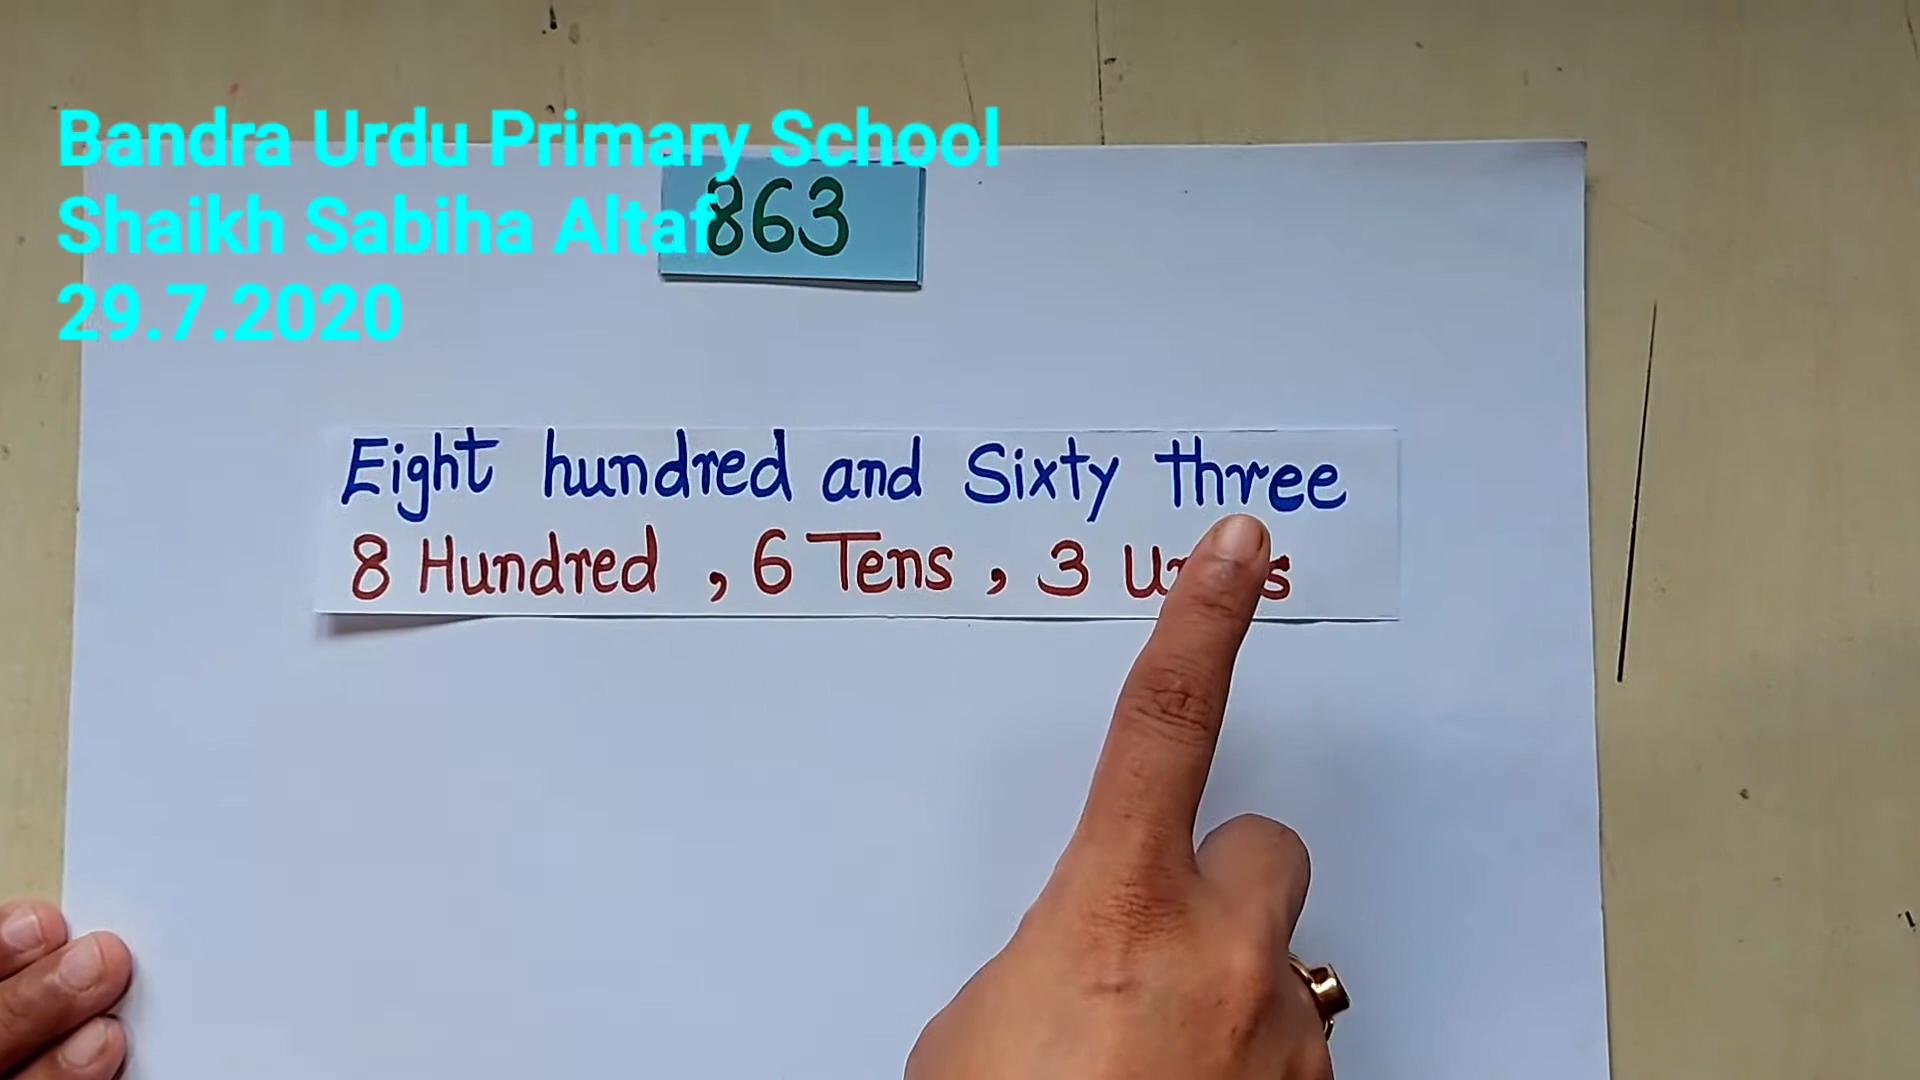 Bandra Urdu Primary School
Shaikh Sabiha Altaf
29.7.2020
863
Eight hundred and Sixty three
8 Hundred , 6 Tens , 3